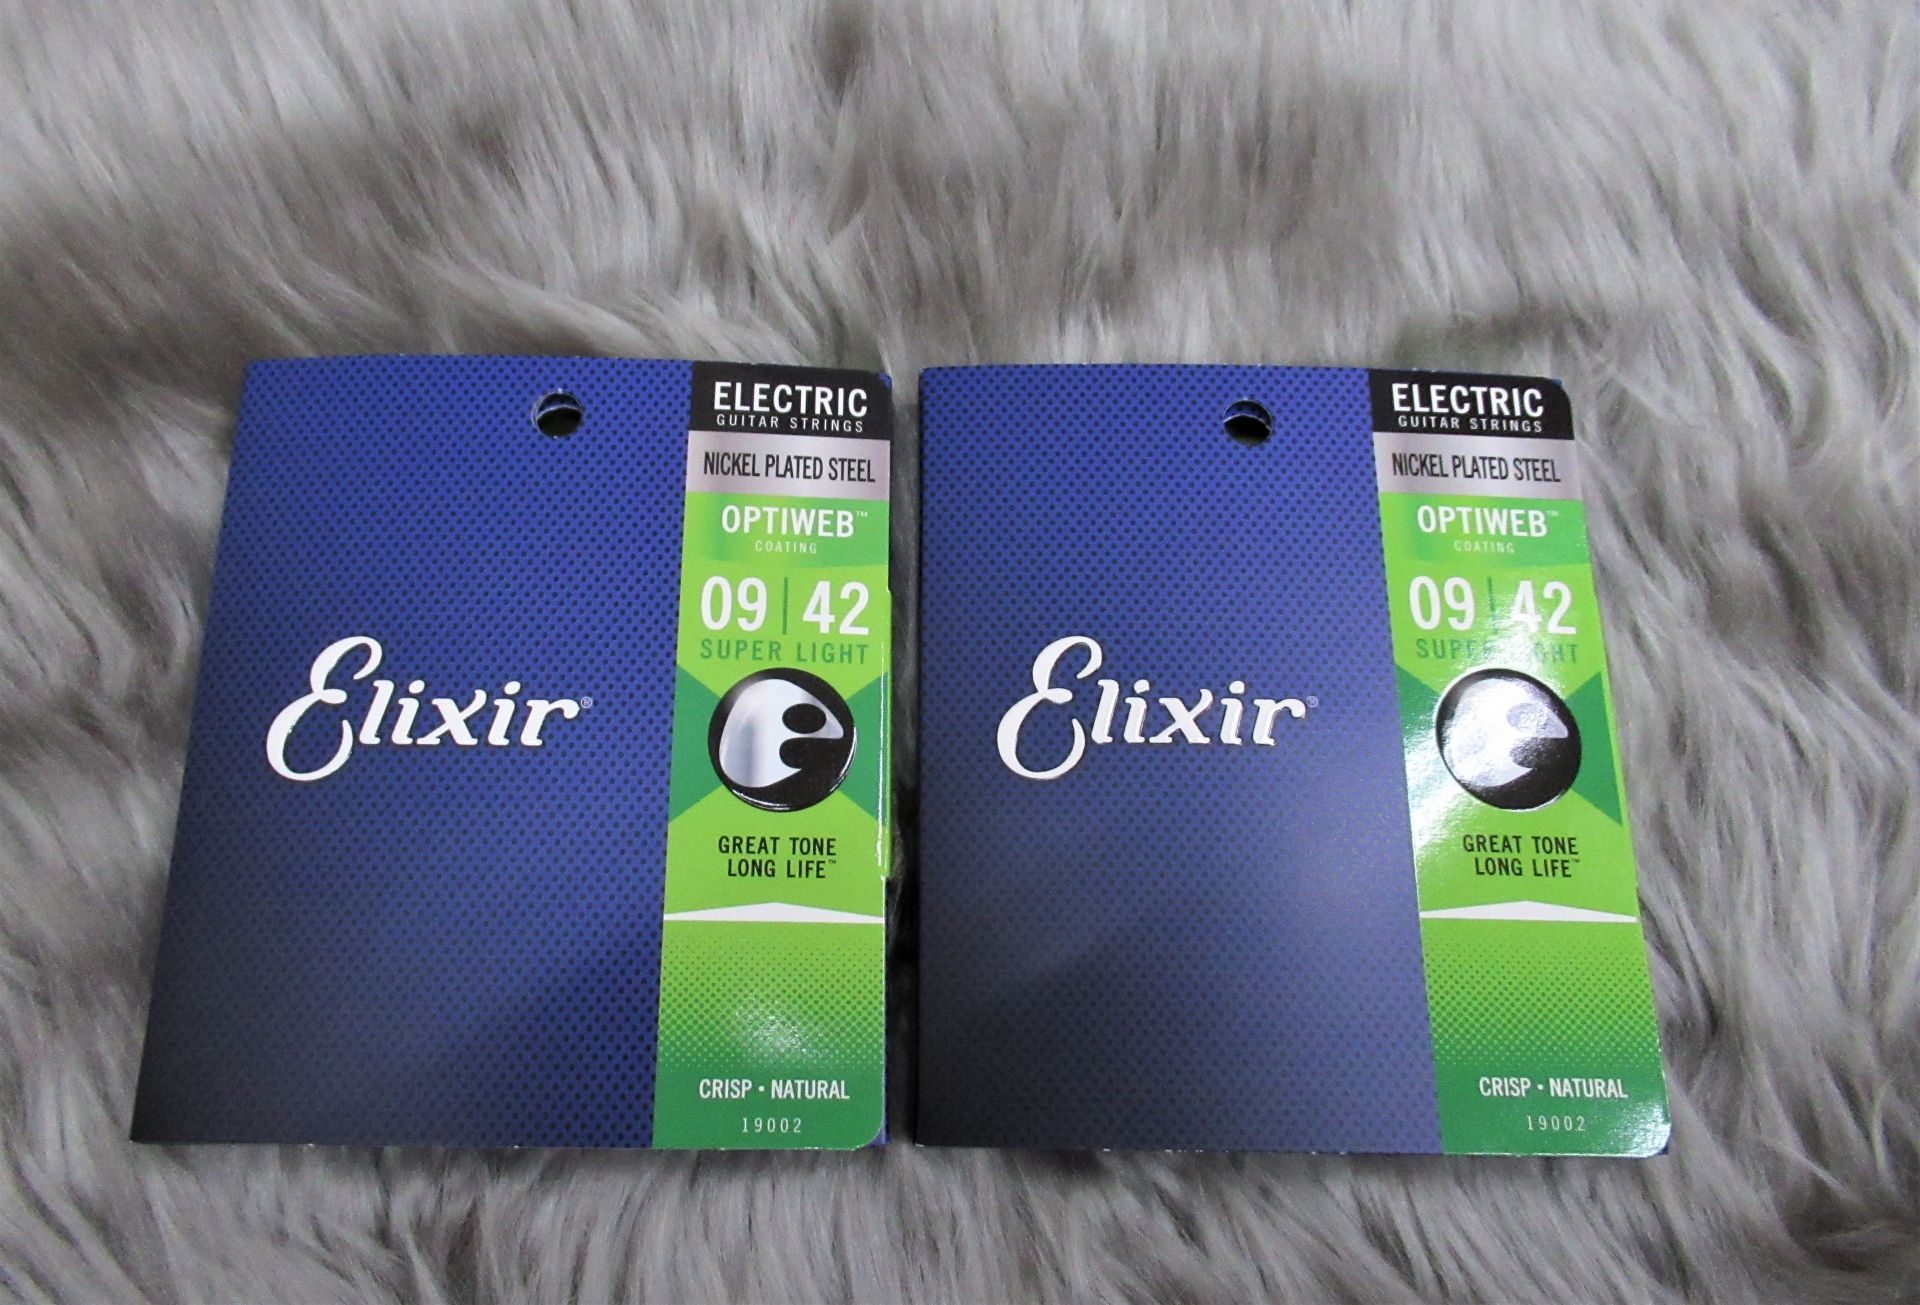 ELECTRIC
GUITAR STRINGS
NICKEL PLATED STEEL
OPTIWEB™
COATING
09 | 42
SUPER LIGHT
Elixir®
GREAT TONE
LONG LIFE™
CRISP • NATURAL
19002
ELECTRIC
GUITAR STRINGS
NICKEL PLATED STEEL
OPTIWEB™
COATING
09 | 42
SUPER LIGHT
Elixir®
GREAT TONE
LONG LIFE™
CRISP • NATURAL
19002